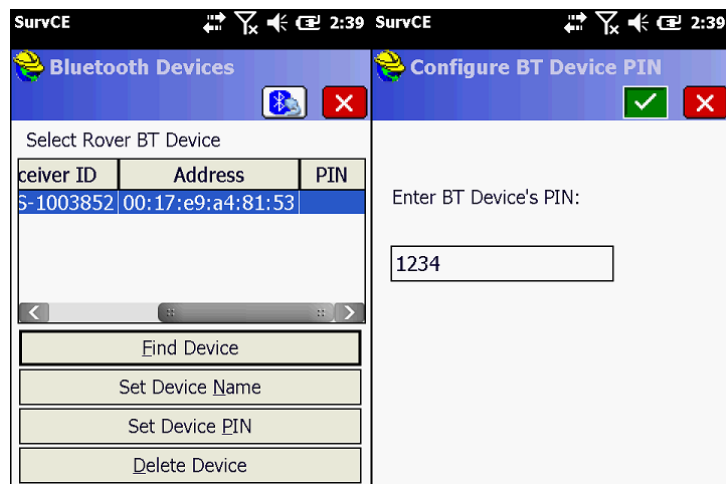 SurvCE 2:39
Bluetooth Devices
Select Rover BT Device
ceiver ID Address PIN
S-1003852 00:17:e9:a4:81:53
Find Device
Set Device Name
Set Device PIN
Delete Device
SurvCE 2:39
Configure BT Device PIN
Enter BT Device's PIN:
1234